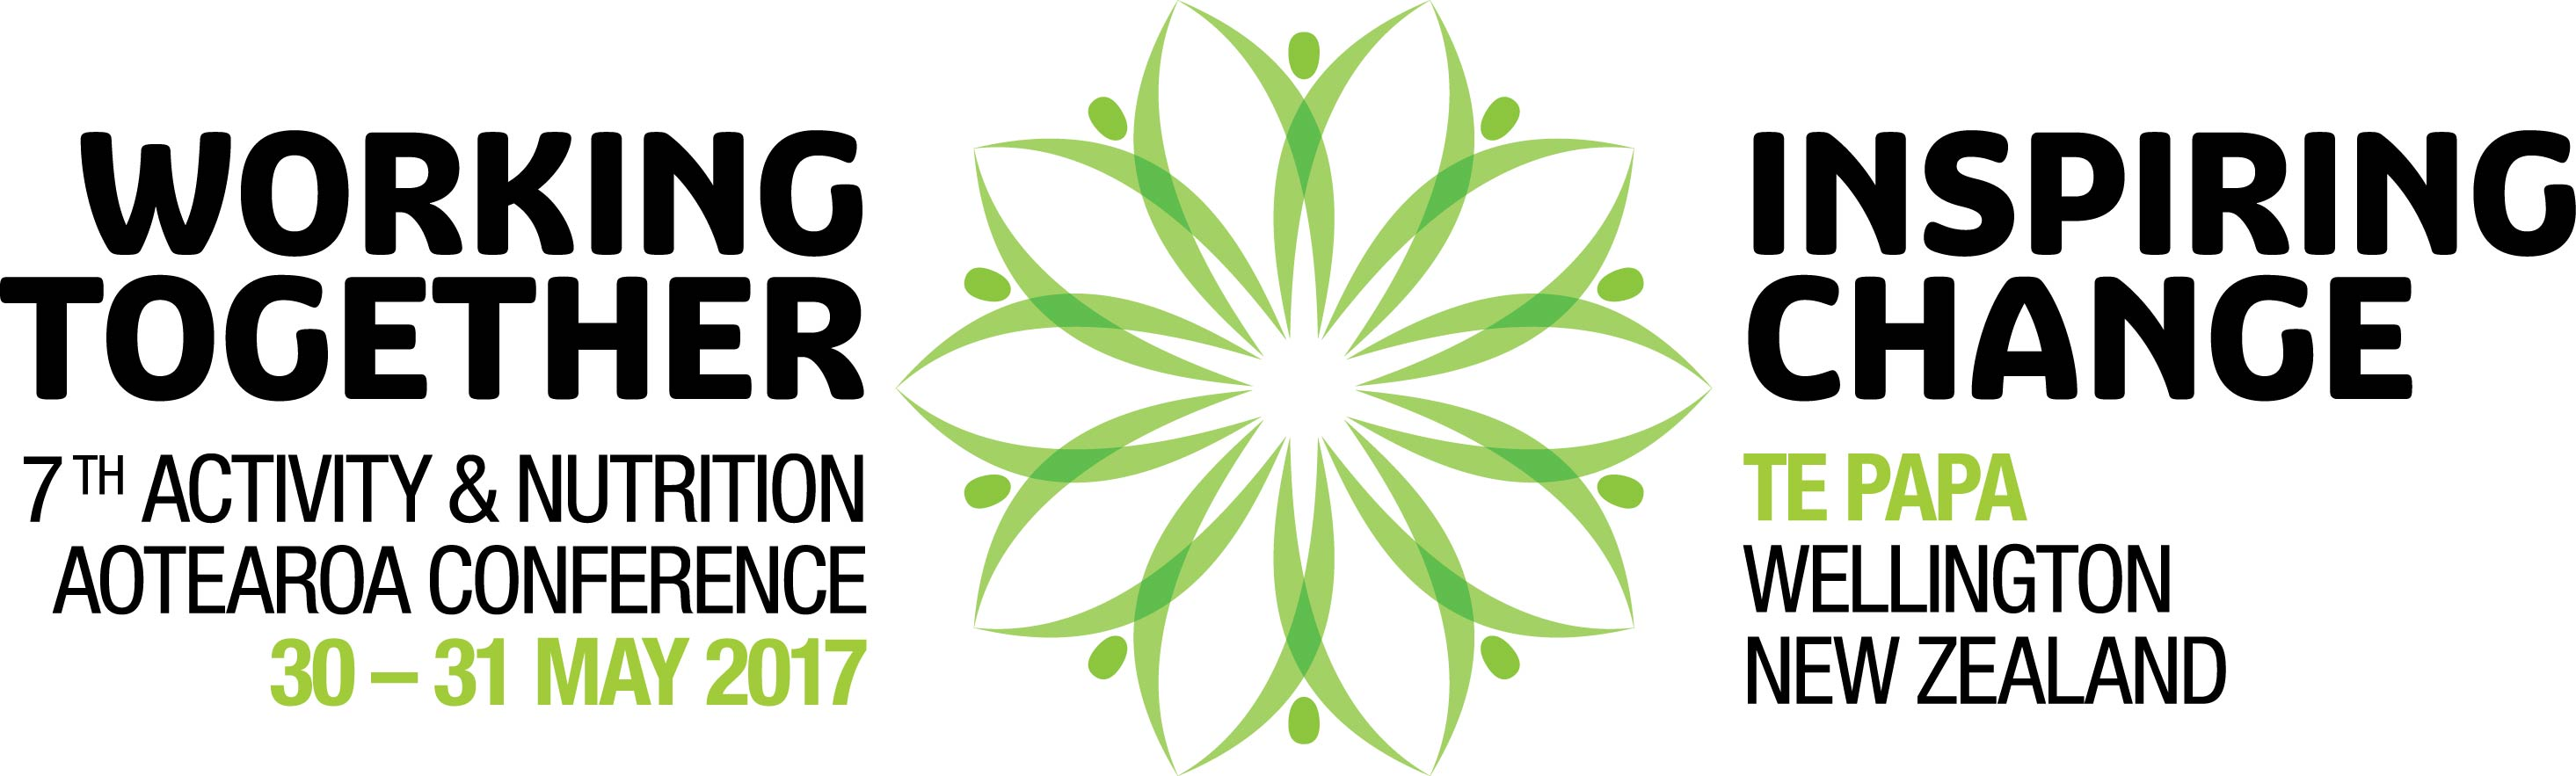 WORKING
TOGETHER
7TH ACTIVITY & NUTRITION
AOTEAROA CONFERENCE
30 – 31 MAY 2017
INSPIRING
CHANGE
TE PAPA
WELLINGTON
NEW ZEALAND